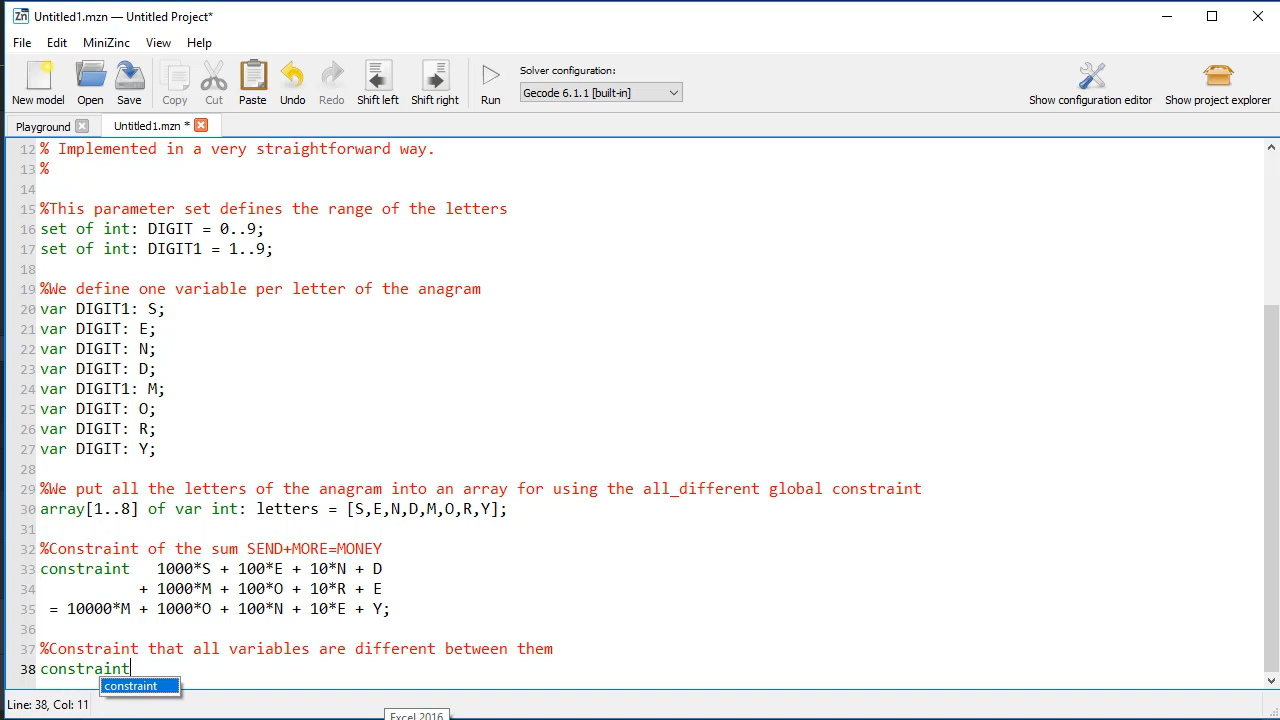 Untitled1.mzn — Untitled Project*
File Edit MiniZinc View Help
New model Open Save Copy Cut Paste Undo Redo Shift left Shift right Run Solver configuration: Gecode 6.1.1 [built-in] Show configuration editor Show project explorer
Playground Untitled1.mzn *
12 % Implemented in a very straightforward way.
13 %
14
15 %This parameter set defines the range of the letters
16 set of int: DIGIT = 0..9;
17 set of int: DIGIT1 = 1..9;
18
19 %We define one variable per letter of the anagram
20 var DIGIT1: S;
21 var DIGIT: E;
22 var DIGIT: N;
23 var DIGIT: D;
24 var DIGIT1: M;
25 var DIGIT: O;
26 var DIGIT: R;
27 var DIGIT: Y;
28
29 %We put all the letters of the anagram into an array for using the all_different global constraint
30 array[1..8] of var int: letters = [S,E,N,D,M,O,R,Y];
31
32 %Constraint of the sum SEND+MORE=MONEY
33 constraint   1000*S + 100*E + 10*N + D
34            + 1000*M + 100*O + 10*R + E
35  = 10000*M + 1000*O + 100*N + 10*E + Y;
36
37 %Constraint that all variables are different between them
38 constraint
constraint
Line: 38, Col: 11
Excel 2016